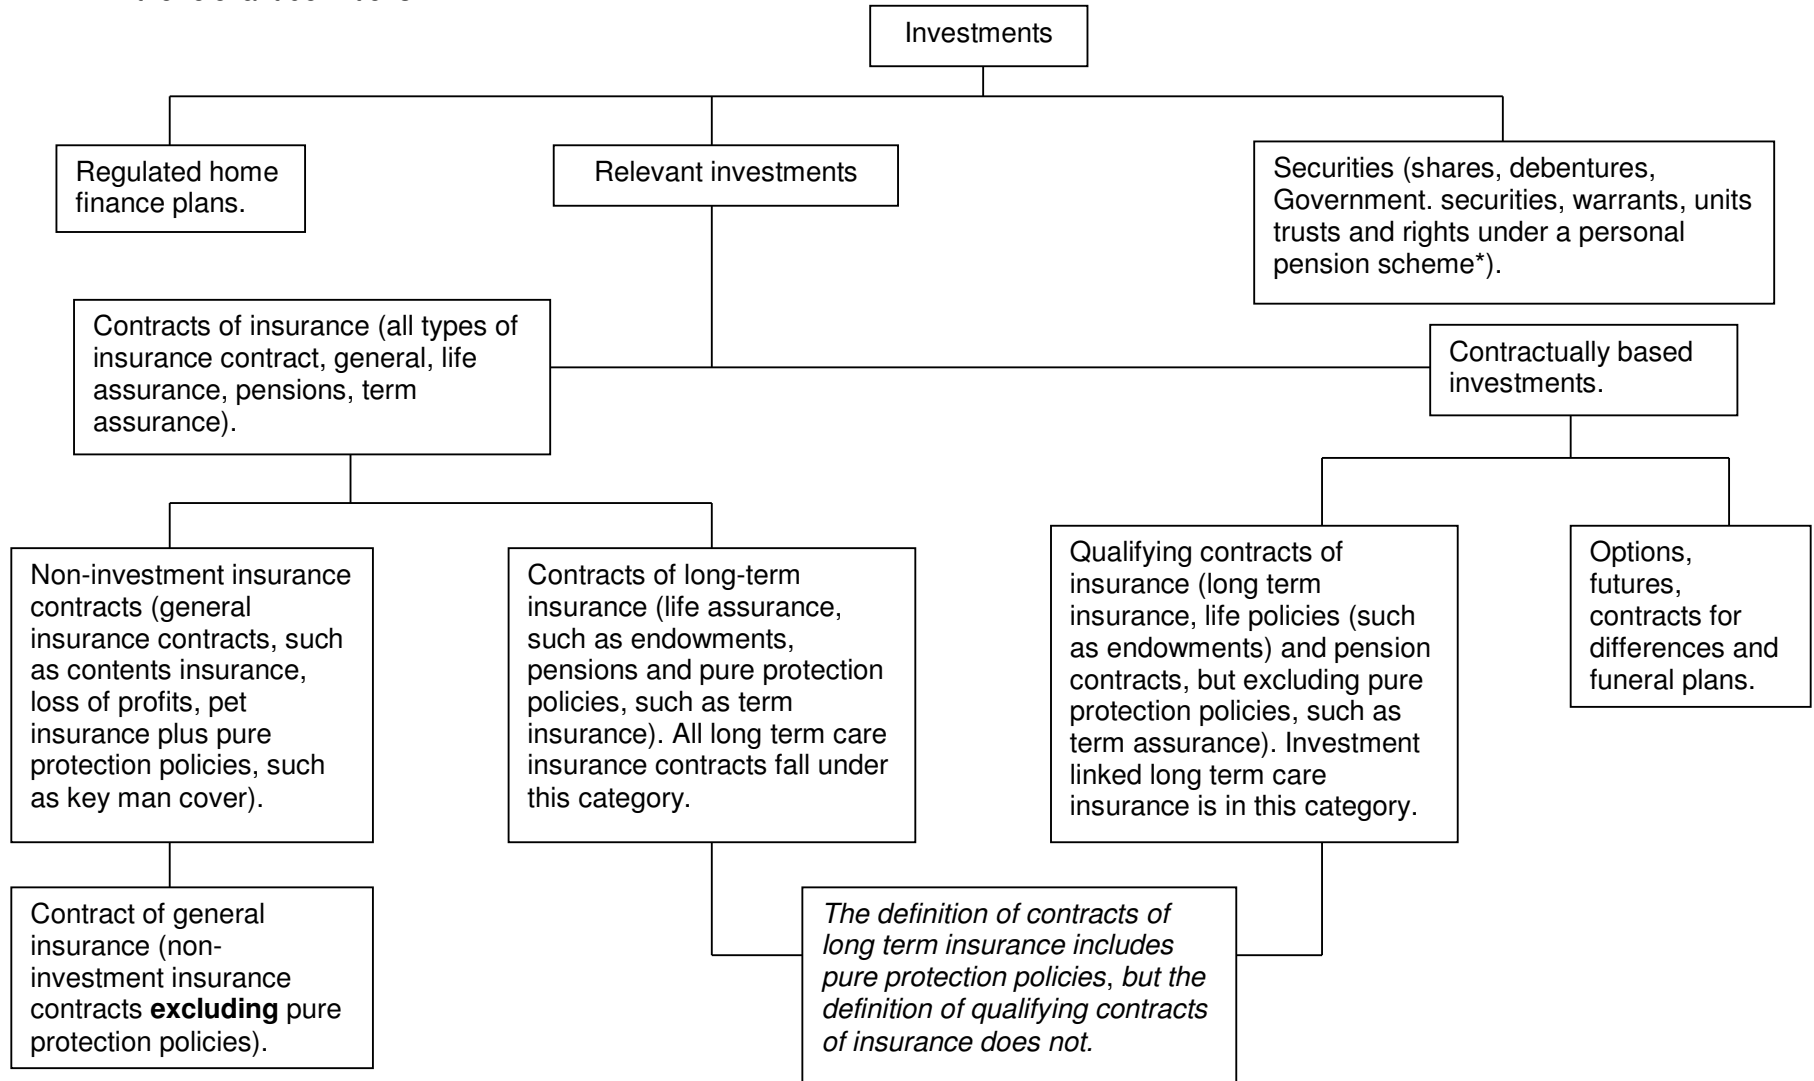 Investments
Regulated home
finance plans.
Relevant investments
Securities (shares, debentures,
Government. securities, warrants, units
trusts and rights under a personal
pension scheme*).
Contracts of insurance (all types of
insurance contract, general, life
assurance, pensions, term
assurance).
Contractually based
investments.
Non-investment insurance
contracts (general
insurance contracts, such
as contents insurance,
loss of profits, pet
insurance plus pure
protection policies, such
as key man cover).
Contracts of long-term
insurance (life assurance,
such as endowments,
pensions and pure protection
policies, such as term
insurance). All long term care
insurance contracts fall under
this category.
Qualifying contracts of
insurance (long term
insurance, life policies (such
as endowments) and pension
contracts, but excluding pure
protection policies, such as
term assurance). Investment
linked long term care
insurance is in this category.
Options,
futures,
contracts for
differences and
funeral plans.
Contract of general
insurance (non-
investment insurance
contracts excluding pure
protection policies).
The definition of contracts of
long term insurance includes
pure protection policies, but the
definition of qualifying contracts
of insurance does not.